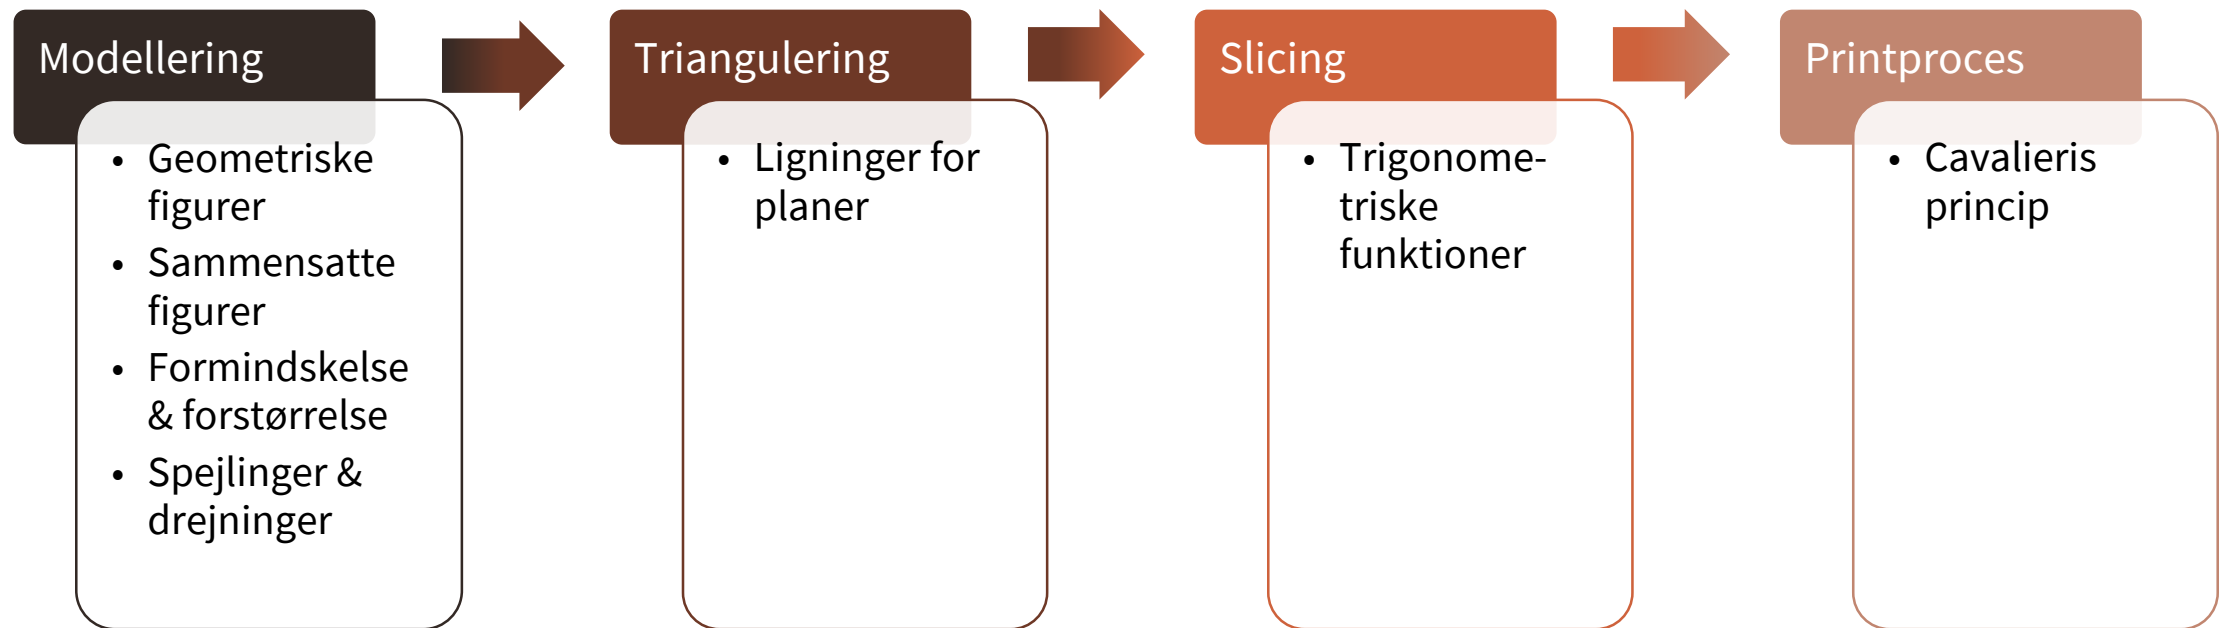 Modellering
• Geometriske
figurer
• Sammensatte
figurer
• Formindskelse
& forstørrelse
• Spejlinger &
drejninger
Triangulering
• Ligninger for
planer
Slicing
• Trigonome-
triske
funktioner
Printproces
• Cavalieris
princip